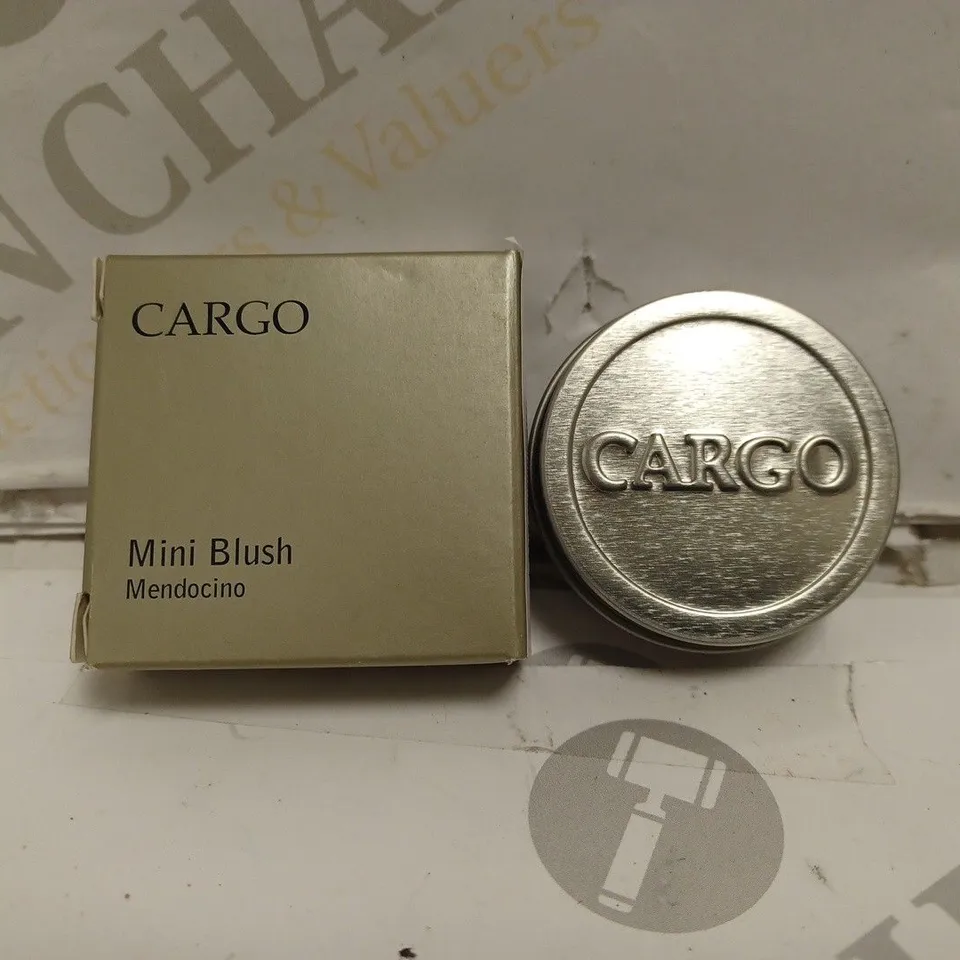 & Valuers
CARGO
CARGO
Mini Blush
Mendocino